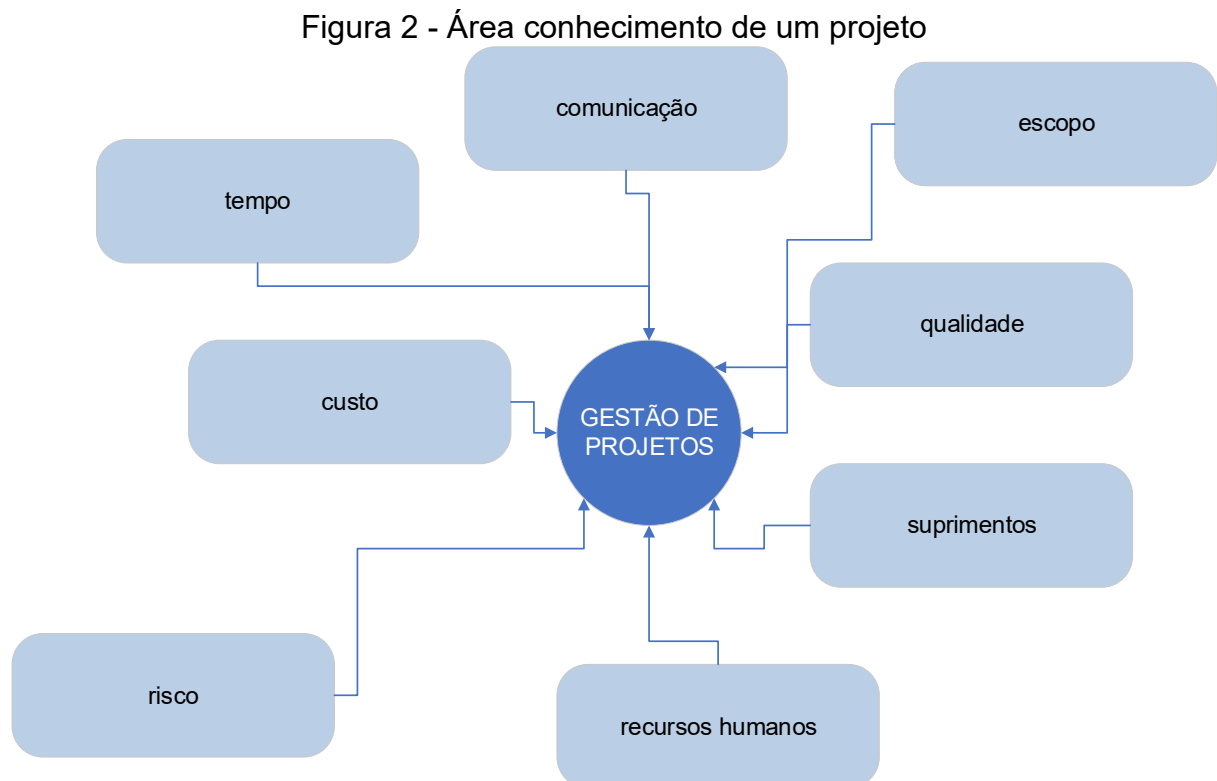 Figura 2 - Área conhecimento de um projeto
comunicação
escopo
tempo
qualidade
custo
GESTÃO DE
PROJETOS
suprimentos
risco
recursos humanos